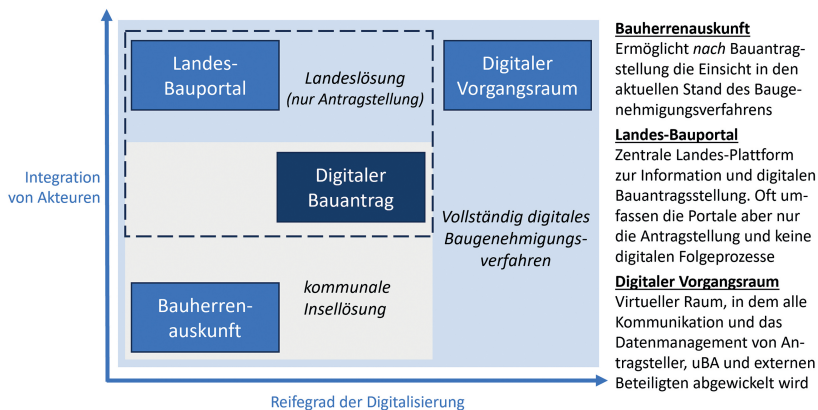 Landes-
Bauportal
Landeslösung
(nur Antragstellung)
Digitaler
Vorgangsraum
Integration
von Akteuren
Digitaler
Bauantrag
Vollständig digitales
Baugenehmigungs-
verfahren
Bauherren-
auskunft
kommunale
Insellösung
Reifegrad der Digitalisierung
Bauherrenauskunft
Ermöglicht nach Bauantrag-
stellung die Einsicht in den
aktuellen Stand des Bauge-
nehmigungsverfahrens
Landes-Bauportal
Zentrale Landes-Plattform
zur Information und digitalen
Bauantragsstellung. Oft um-
fassen die Portale aber nur
die Antragstellung und keine
digitalen Folgeprozesse
Digitaler Vorgangsraum
Virtueller Raum, in dem alle
Kommunikation und das
Datenmanagement von An-
tragsteller, uBA und externen
Beteiligten abgewickelt wird